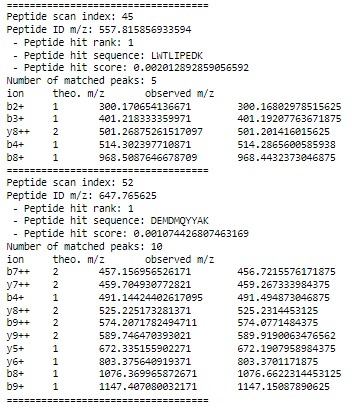 ===================================
Peptide scan index: 45
Peptide ID m/z: 557.815856933594
 - Peptide hit rank: 1
 - Peptide hit sequence: LWTLIPEDK
 - Peptide hit score: 0.002012892859056592
Number of matched peaks: 5
ion theo. m/z observed m/z
b2+ 1 300.170654136671 300.16802978515625
b3+ 1 401.218333359971 401.19207763671875
y8++ 2 501.26875261517097 501.201416015625
b4+ 1 514.302397710871 514.2865600585938
b8+ 1 968.5087646678709 968.4432373046875
===================================
Peptide scan index: 52
Peptide ID m/z: 647.765625
 - Peptide hit rank: 1
 - Peptide hit sequence: DEMDMQYYAK
 - Peptide hit score: 0.001074426807463169
Number of matched peaks: 10
ion theo. m/z observed m/z
b7++ 2 457.156956526171 456.7215576171875
y7++ 2 459.704930772821 459.267333984375
b4+ 1 491.14424402617095 491.494873046875
y8++ 2 525.225173281371 525.2314453125
b9++ 2 574.2071782494711 574.0771484375
y9++ 2 589.746470393021 589.9190063476562
y5+ 1 672.335155902271 672.1907958984375
y6+ 1 803.375640919371 803.3701171875
b8+ 1 1076.369965872671 1076.6622314453125
b9+ 1 1147.407080032171 1147.15087890625
===================================